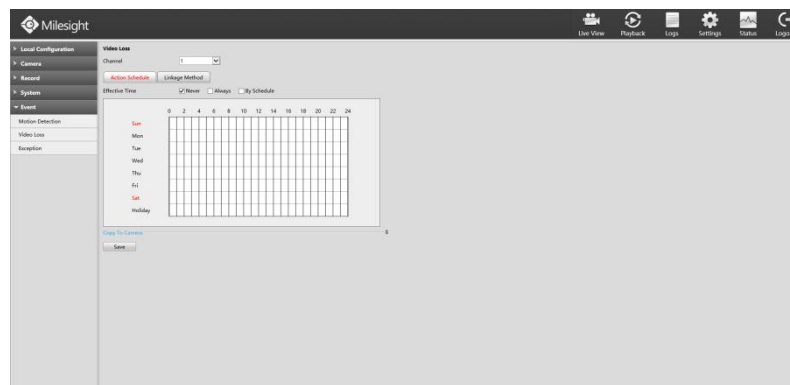 Milesight
Live View Playback Logs Settings Status Logo
Local Configuration
Camera
Record
System
Event
Motion Detection
Video Loss
Exception
Video Loss
Channel 1
Action Schedule Linkage Method
Effective Time Never Always By Schedule
0 2 4 6 8 10 12 14 16 18 20 22 24
Sun
Mon
Tue
Wed
Thu
Fri
Sat
Holiday
Copy To Camera
Save